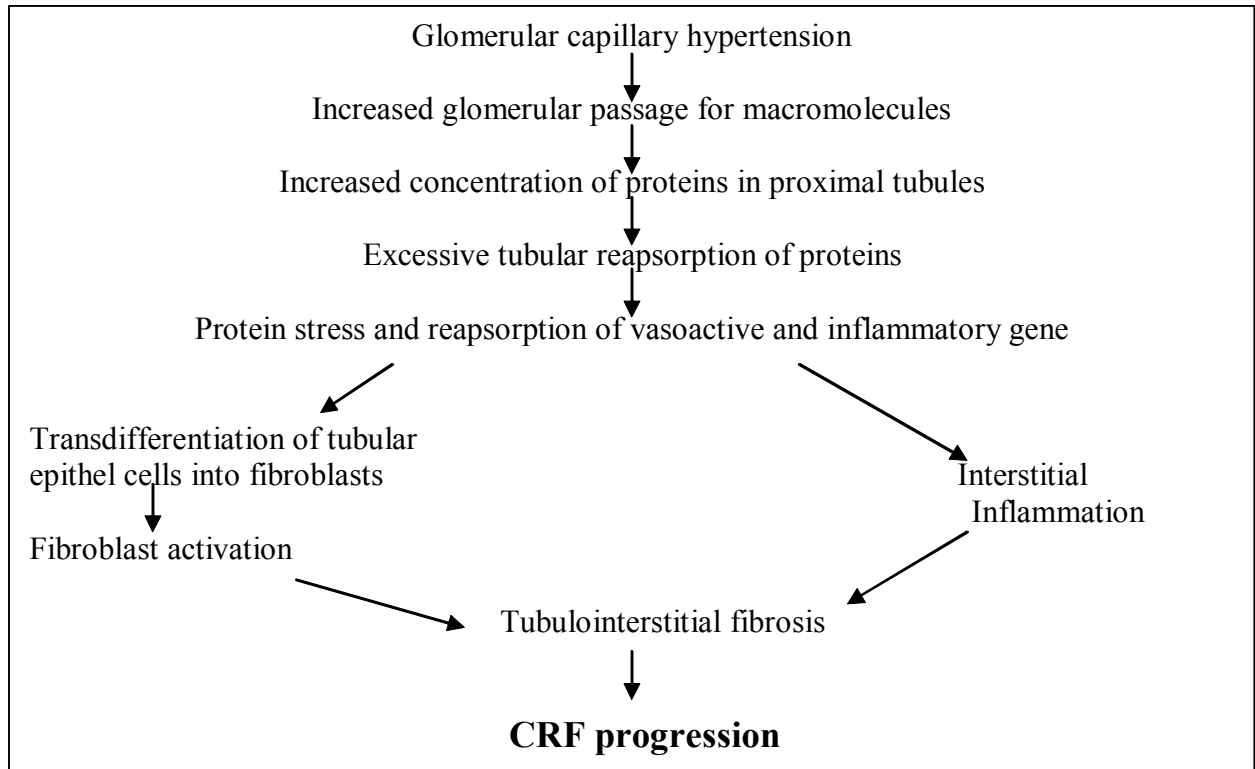 Glomerular capillary hypertension
Increased glomerular passage for macromolecules
Increased concentration of proteins in proximal tubules
Excessive tubular reapsorption of proteins
Protein stress and reapsorption of vasoactive and inflammatory gene
Transdifferentiation of tubular
epithel cells into fibroblasts
Fibroblast activation
Interstitial
Inflammation
Tubulointerstitial fibrosis
CRF progression